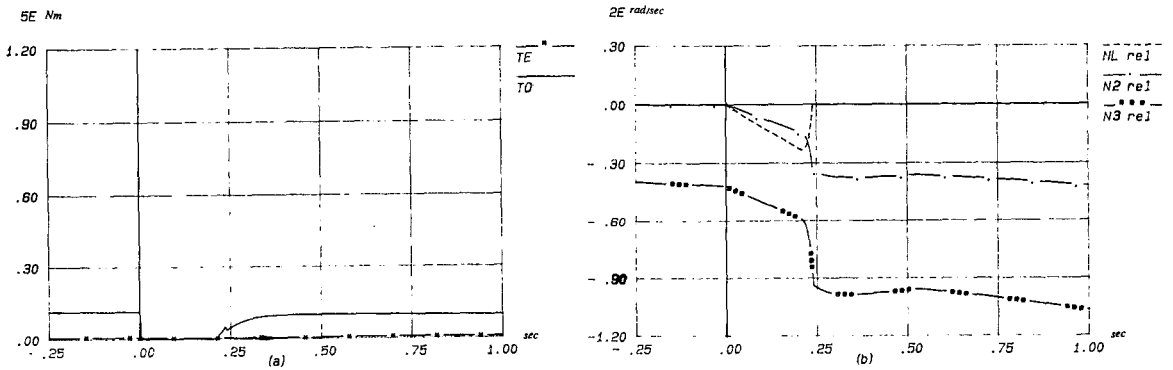 5E Nm
1.20
.90
.60
.30
.00
-.25
.00
.25
.50
.75
1.00
sec
(a)
TE
TO
2E rad/sec
.30
.00
-.30
-.60
-.90
-1.20
-.25
.00
.25
.50
.75
1.00
sec
(b)
NL rel
N2 rel
N3 rel